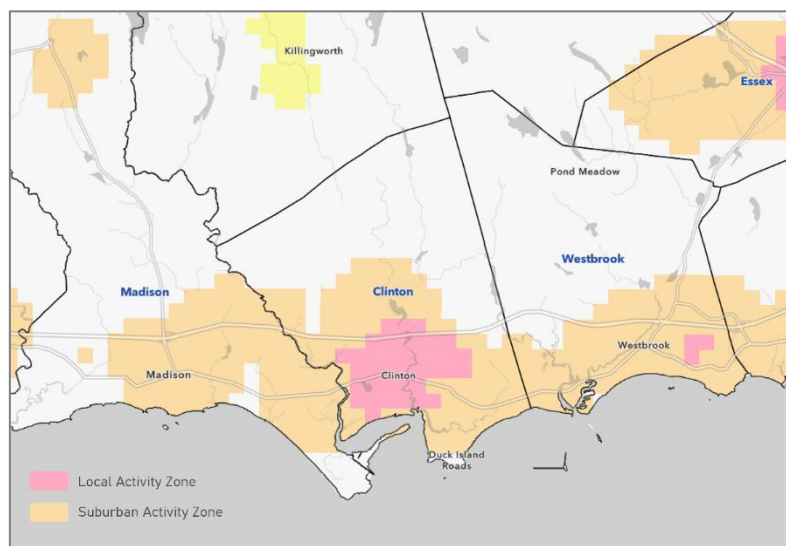 Killingworth
Essex
Pond Meadow
Westbrook
Madison
Clinton
Westbrook
Madison
Clinton
Duck Island
Roads
Local Activity Zone
Suburban Activity Zone